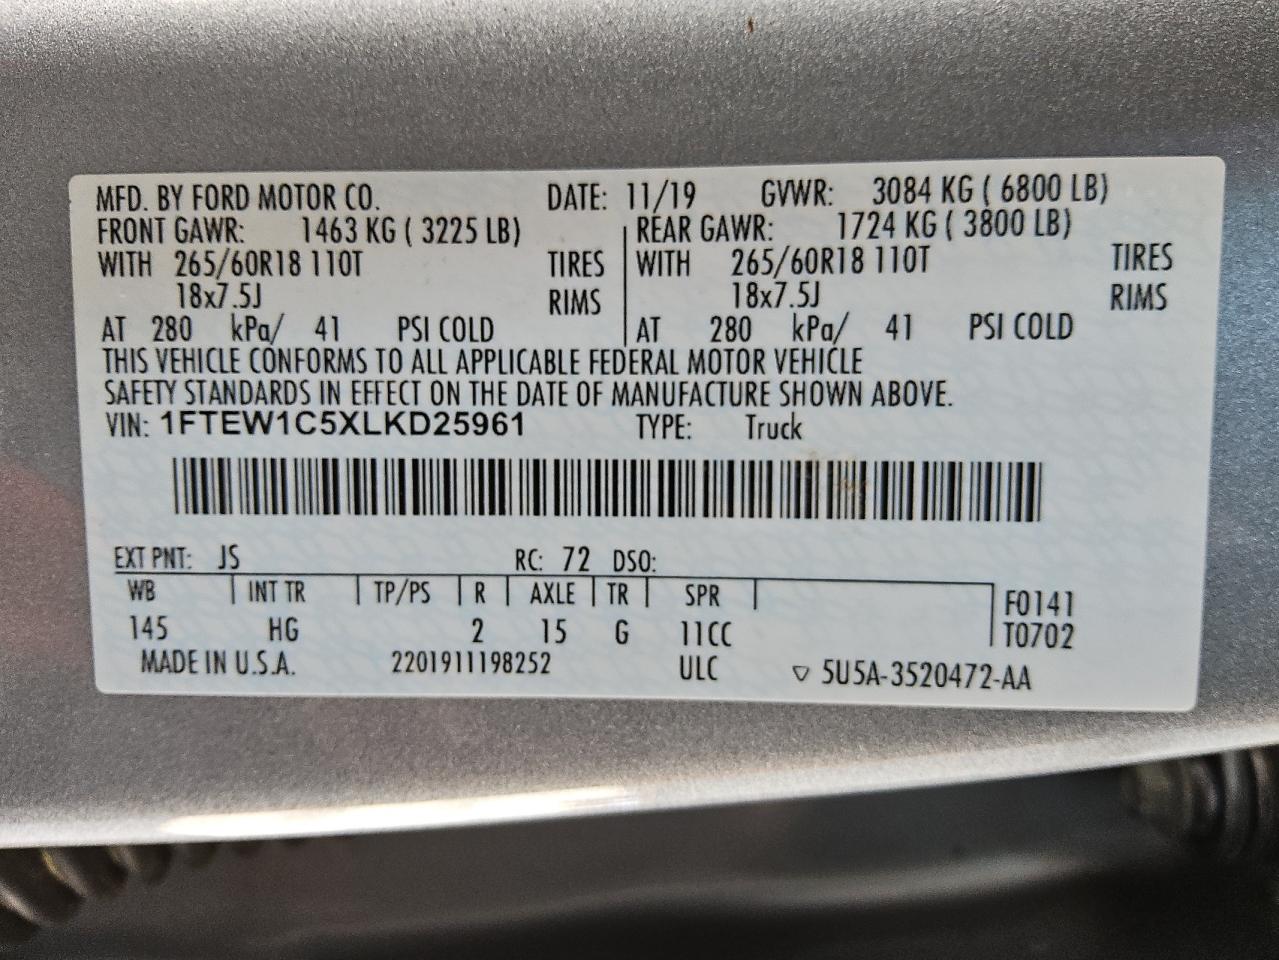 MFD. BY FORD MOTOR CO. DATE: 11/19 GVWR: 3084 KG ( 6800 LB)
FRONT GAWR: 1463 KG ( 3225 LB) REAR GAWR: 1724 KG ( 3800 LB)
WITH 265/60R18 110T TIRES WITH 265/60R18 110T TIRES
18x7.5J RIMS 18x7.5J RIMS
AT 280 kPa/ 41 PSI COLD AT 280 kPa/ 41 PSI COLD
THIS VEHICLE CONFORMS TO ALL APPLICABLE FEDERAL MOTOR VEHICLE
SAFETY STANDARDS IN EFFECT ON THE DATE OF MANUFACTURE SHOWN ABOVE.
VIN: 1FTEW1C5XLKD25961 TYPE: Truck
EXT PNT: JS RC: 72 DSO:
WB INT TR TP/PS R AXLE TR SPR F0141
145 HG 2 15 G 11CC T0702
MADE IN U.S.A. 2201911198252 ULC ▽ 5U5A-3520472-AA